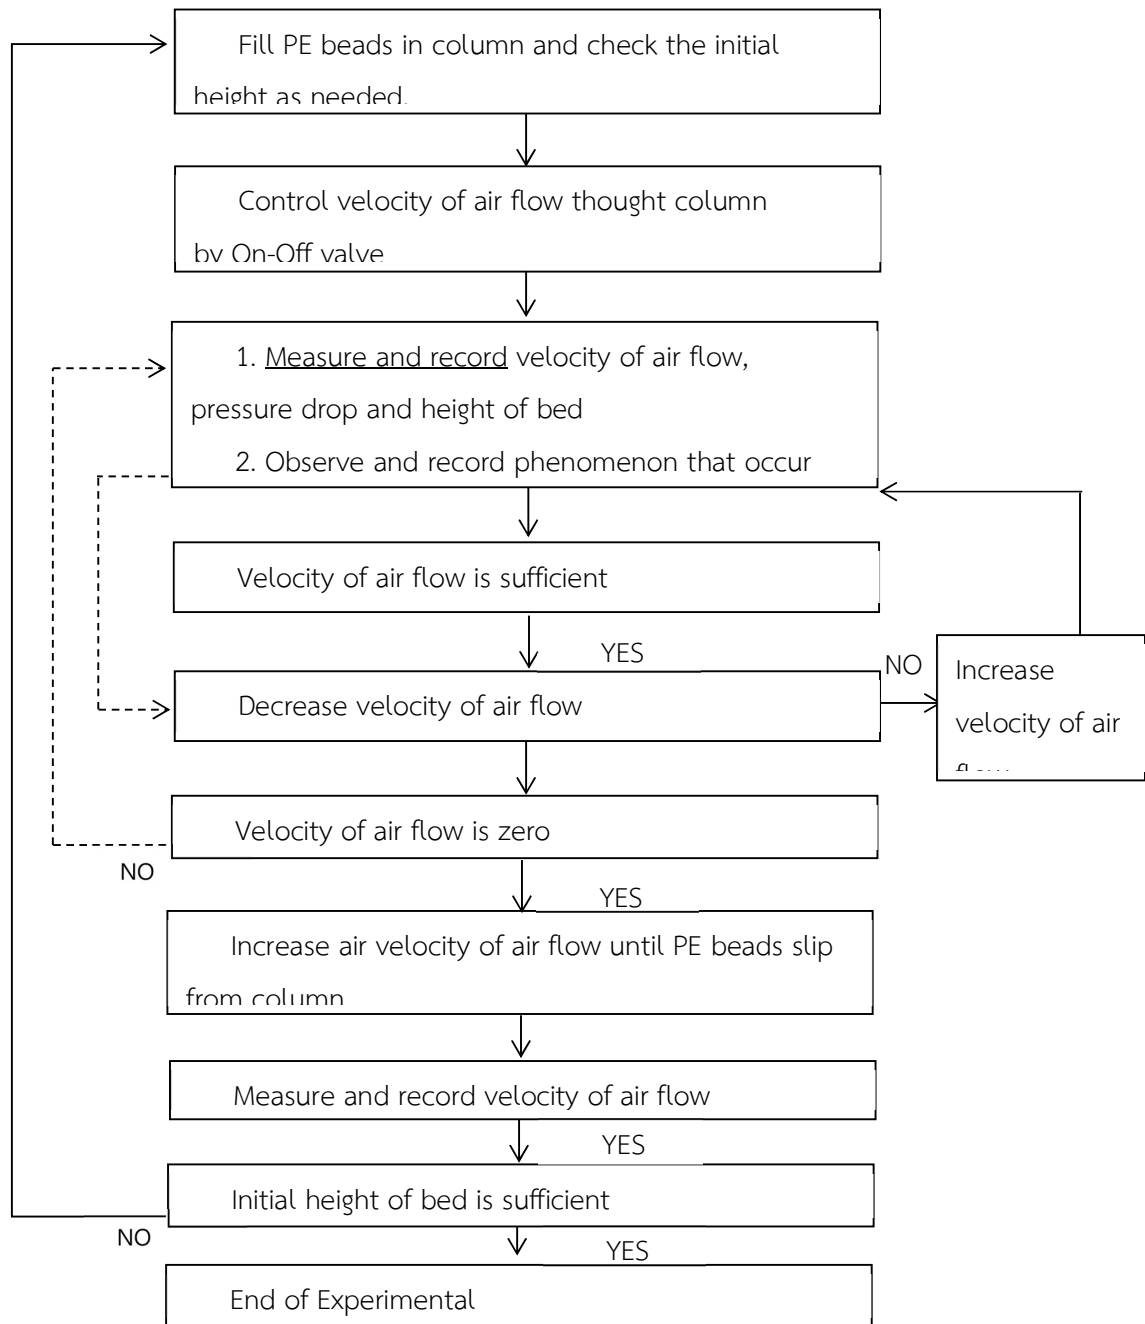 Fill PE beads in column and check the initial
height as needed.
Control velocity of air flow thought column
by On-Off valve
1. Measure and record velocity of air flow,
pressure drop and height of bed
2. Observe and record phenomenon that occur
Velocity of air flow is sufficient
YES
NO
Increase
velocity of air
flow
Decrease velocity of air flow
Velocity of air flow is zero
NO
YES
Increase air velocity of air flow until PE beads slip
from column
Measure and record velocity of air flow
YES
Initial height of bed is sufficient
NO
YES
End of Experimental